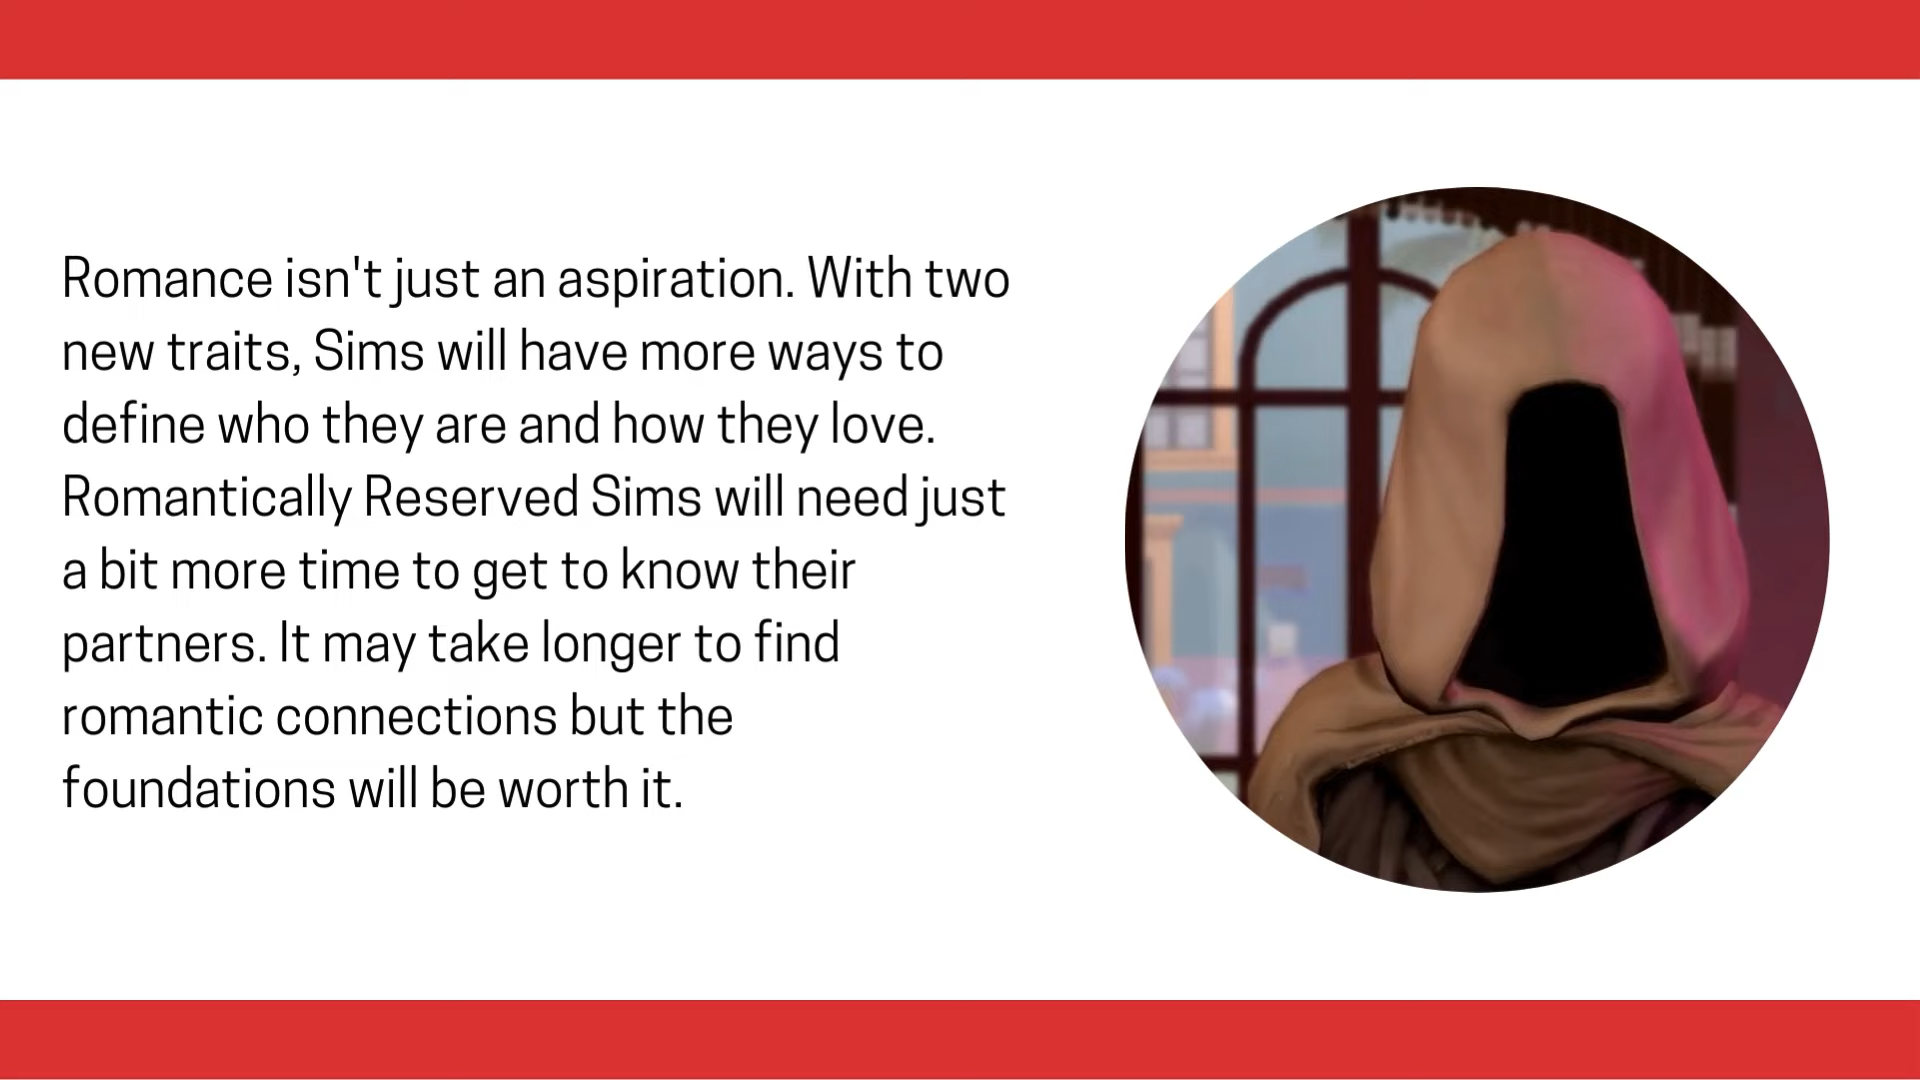 Romance isn't just an aspiration. With two
new traits, Sims will have more ways to
define who they are and how they love.
Romantically Reserved Sims will need just
a bit more time to get to know their
partners. It may take longer to find
romantic connections but the
foundations will be worth it.